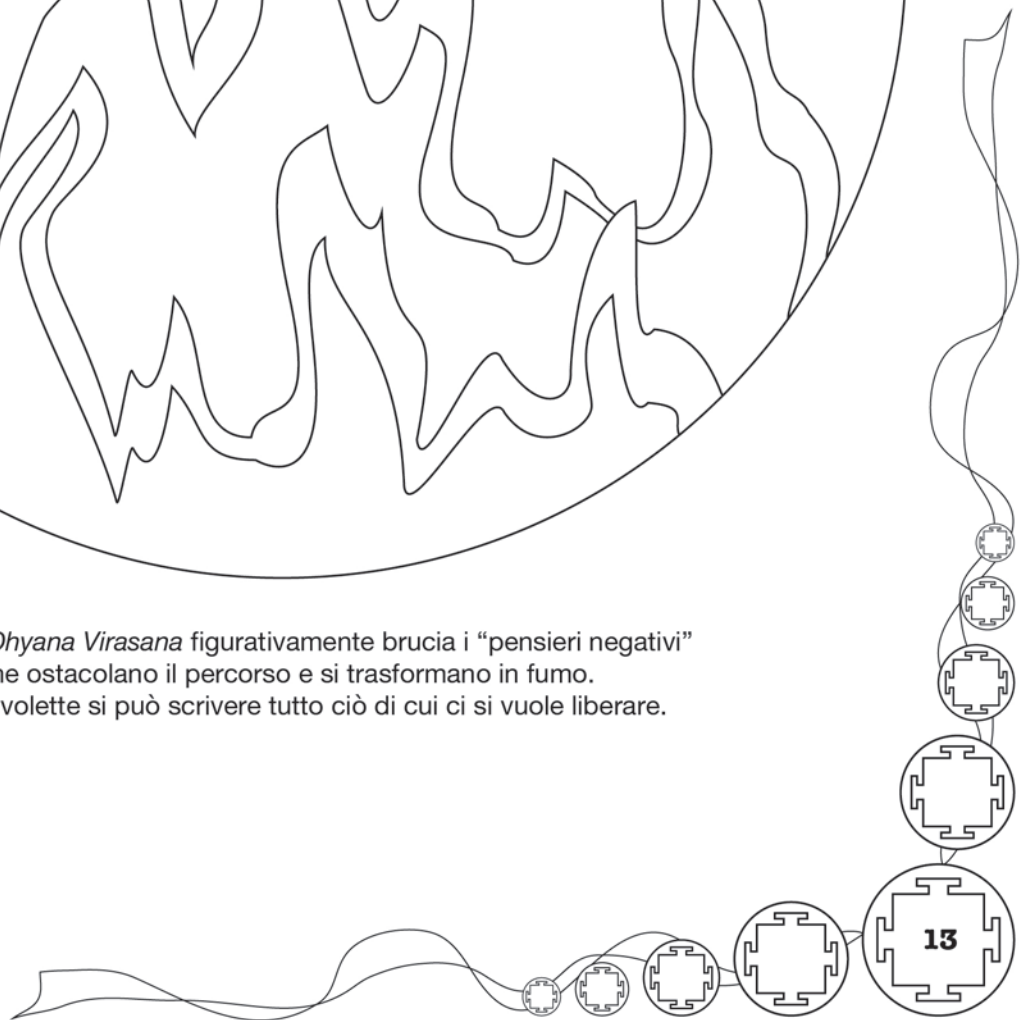 Dhyana Virasana figurativamente brucia i “pensieri negativi”
he ostacolano il percorso e si trasformano in fumo.
volette si può scrivere tutto ciò di cui ci si vuole liberare.
13